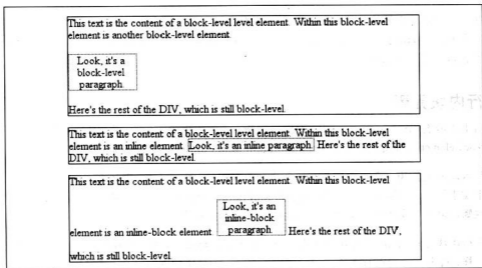 This text is the content of a block-level level element. Within this block-level
element is another block-level element.
Look, it's a
block-level
paragraph.
Here's the rest of the DIV, which is still block-level.
This text is the content of a block-level level element. Within this block-level
element is an inline element. Look, it's an inline paragraph. Here's the rest of the
DIV, which is still block-level.
This text is the content of a block-level level element. Within this block-level
Look, it's an
inline-block
element is an inline-block element. paragraph. Here's the rest of the DIV,
which is still block-level.